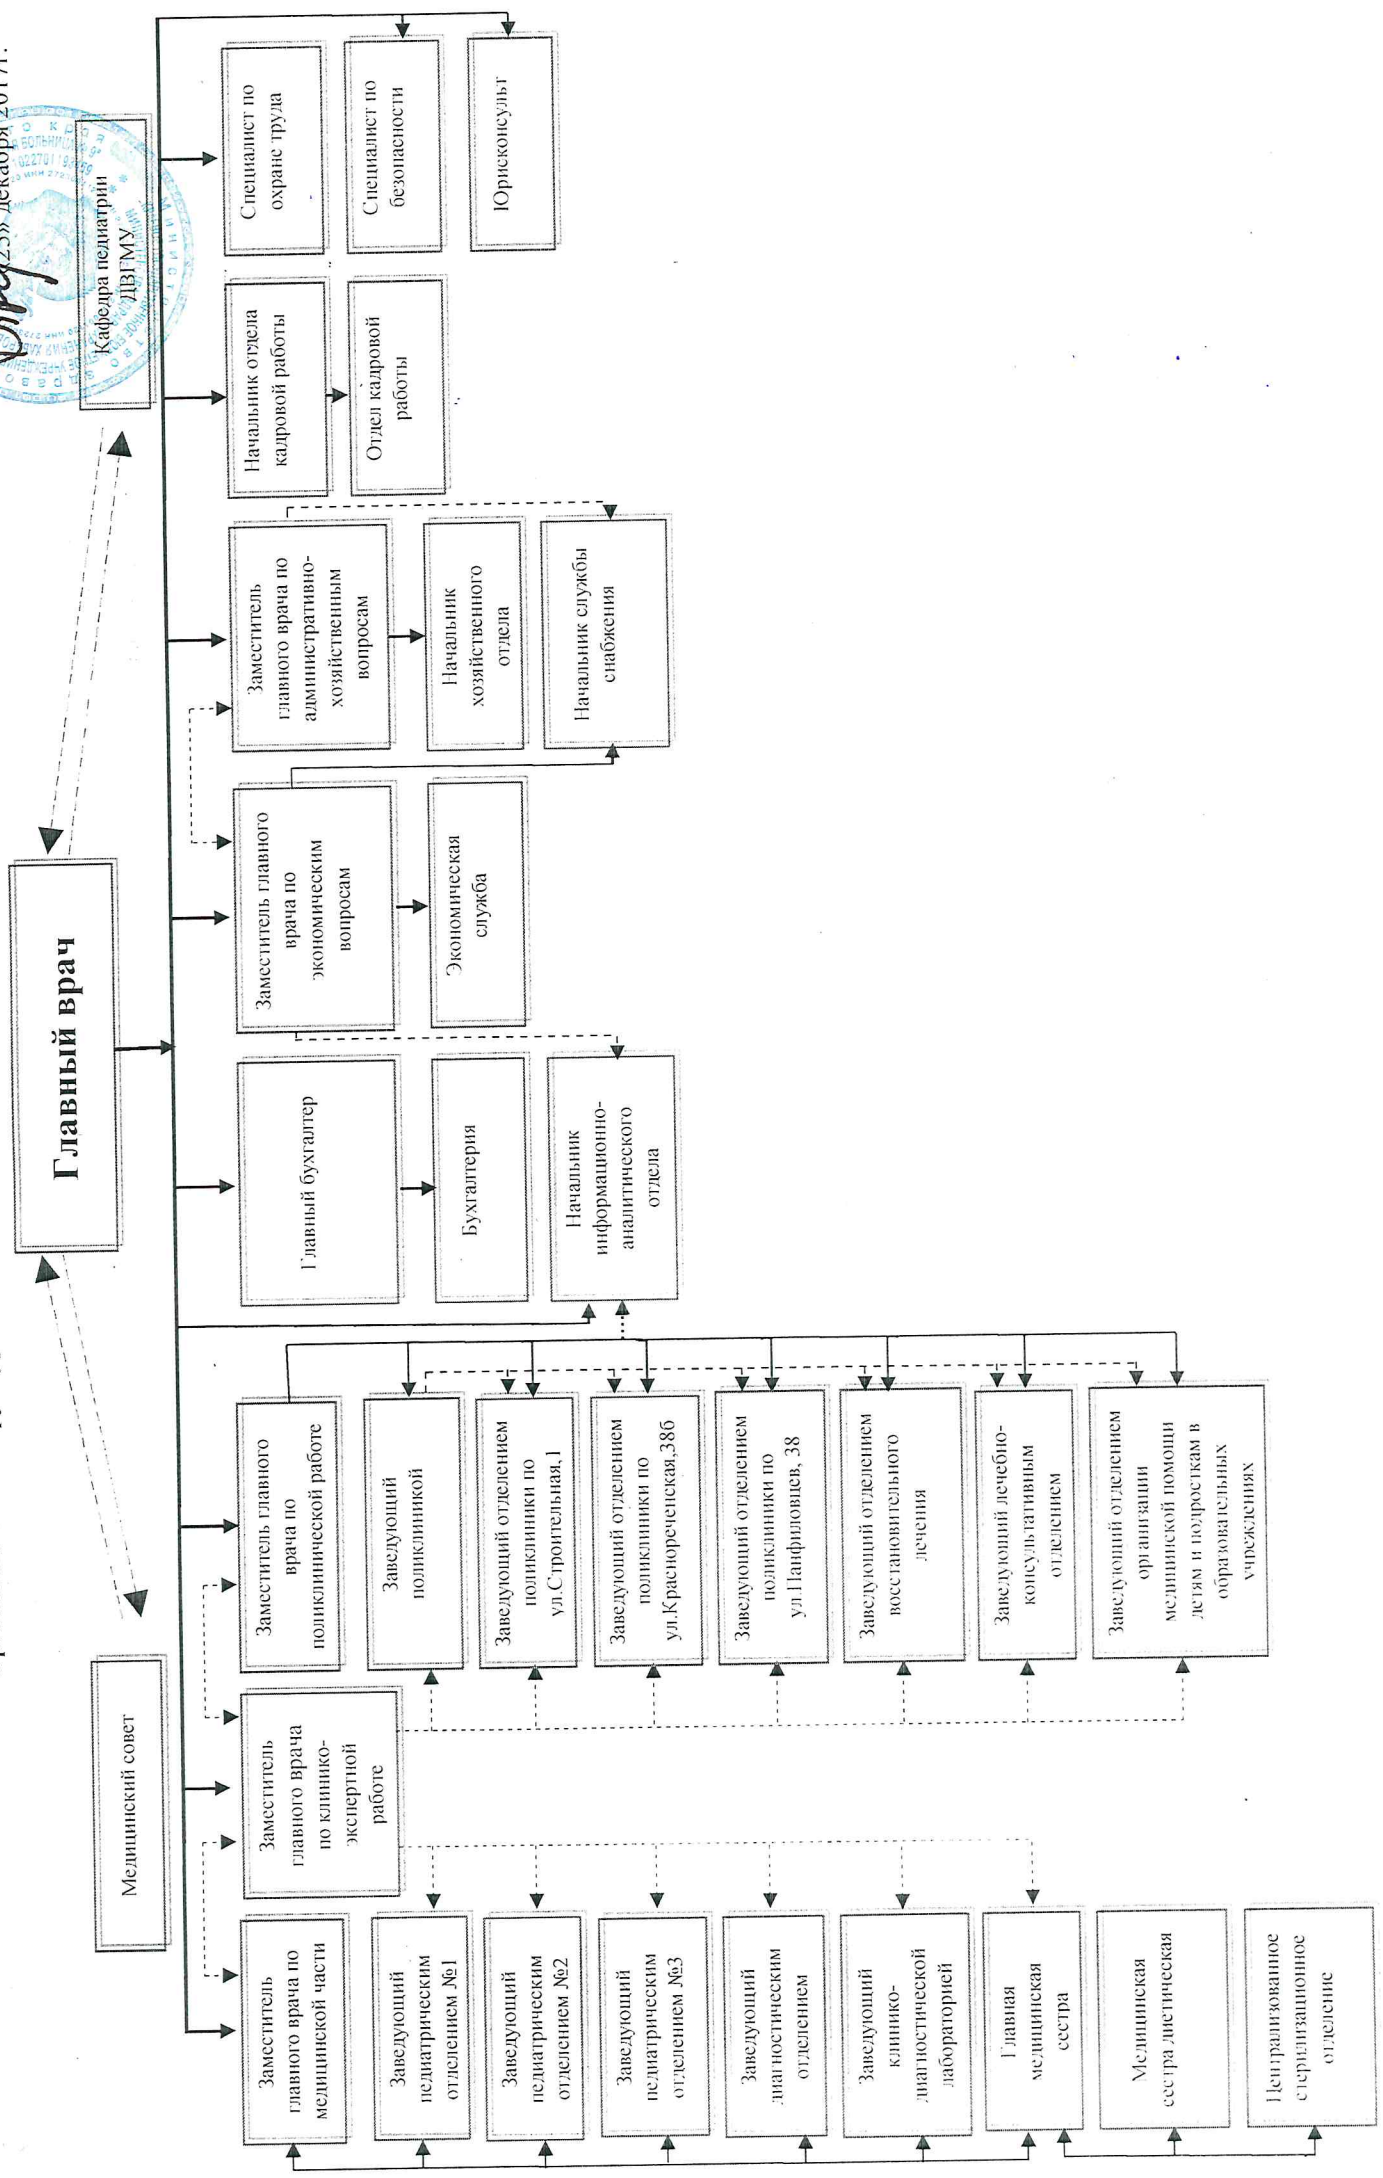 «25» декабря 2017г.
Главный врач
Медицинский совет
Кафедра педиатрии
ДВГМУ
Заместитель
главного врача по
медицинской части
Заведующий
педиатрическим
отделением №1
Заведующий
педиатрическим
отделением №2
Заведующий
педиатрическим
отделением №3
Заведующий
диагностическим
отделением
Заведующий
клинико-
диагностической
лабораторией
Главная
медицинская
сестра
Медицинская
сестра диетическая
Централизованное
стерилизационное
отделение
Заместитель
главного врача
по клинико-
экспертной
работе
Заместитель главного
врача по
поликлинической работе
Заведующий
поликлиникой
Заведующий отделением
поликлиники по
ул.Строительная,1
Заведующий отделением
поликлиники по
ул.Краснореченская,38б
Заведующий отделением
поликлиники по
ул.Панфиловцев, 38
Заведующий отделением
восстановительного
лечения
Заведующий лечебно-
консультативным
отделением
Заведующий отделением
организации
медицинской помощи
детям и подросткам в
образовательных
учреждениях
Главный бухгалтер
Бухгалтерия
Начальник
информационно-
аналитического
отдела
Заместитель главного
врача по
экономическим
вопросам
Экономическая
служба
Заместитель
главного врача по
административно-
хозяйственным
вопросам
Начальник
хозяйственного
отдела
Начальник службы
снабжения
Начальник отдела
кадровой работы
Отдел кадровой
работы
Специалист по
охране труда
Специалист по
безопасности
Юрисконсульт